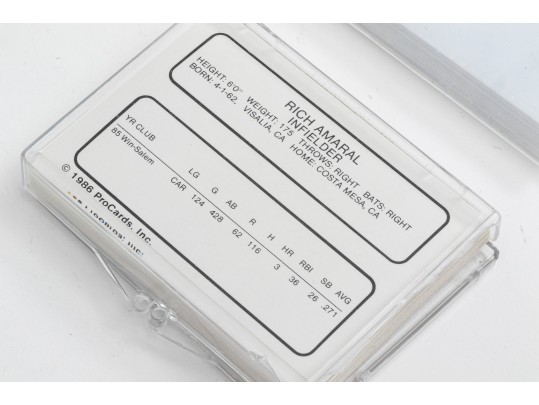 RICH AMARAL
INFIELDER
HEIGHT: 6'0" WEIGHT: 175 THROWS: RIGHT BATS: RIGHT
BORN: 4-1-62, VISALIA, CA HOME: COSTA MESA, CA
YR CLUB LG G AB R H HR RBI SB AVG
85 Win-Salem CAR 124 428 62 116 3 36 26 .271
© 1986 ProCards, Inc.